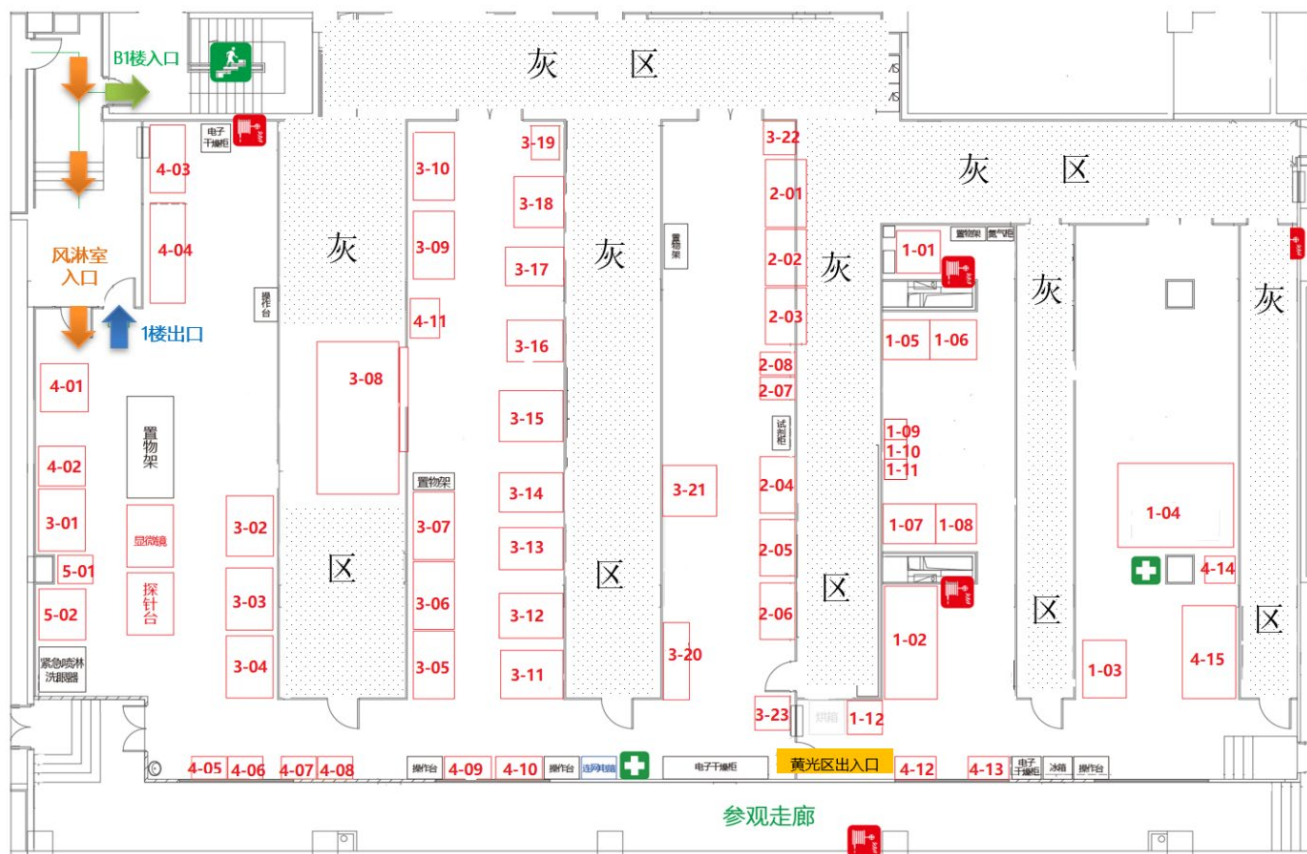 B1楼入口
灰 区
电子
干燥柜
4-03
3-10
3-19
3-22
3-18
2-01
灰 区
4-04
3-09
灰
3-17
灰
置物架
2-02
灰
1-01
置物架
氮气柜
灰
灰
风淋室
入口
操作台
4-11
2-03
1楼出口
3-16
1-05
1-06
4-01
3-08
2-08
2-07
置物架
3-15
1-09
1-10
1-11
4-02
置物架
3-21
2-04
3-14
3-01
3-02
3-07
1-07
1-08
1-04
显微镜
3-13
2-05
5-01
区
区
区
4-14
5-02
探针台
3-03
3-06
3-12
2-06
区
区
1-02
紧急喷淋
洗眼器
3-04
3-05
3-11
3-20
1-03
4-15
3-23
烘箱
1-12
4-05
4-06
4-07
4-08
操作台
4-09
4-10
操作台
电子干燥柜
黄光区出入口
4-12
4-13
电子
干燥柜
冰箱
操作台
参观走廊